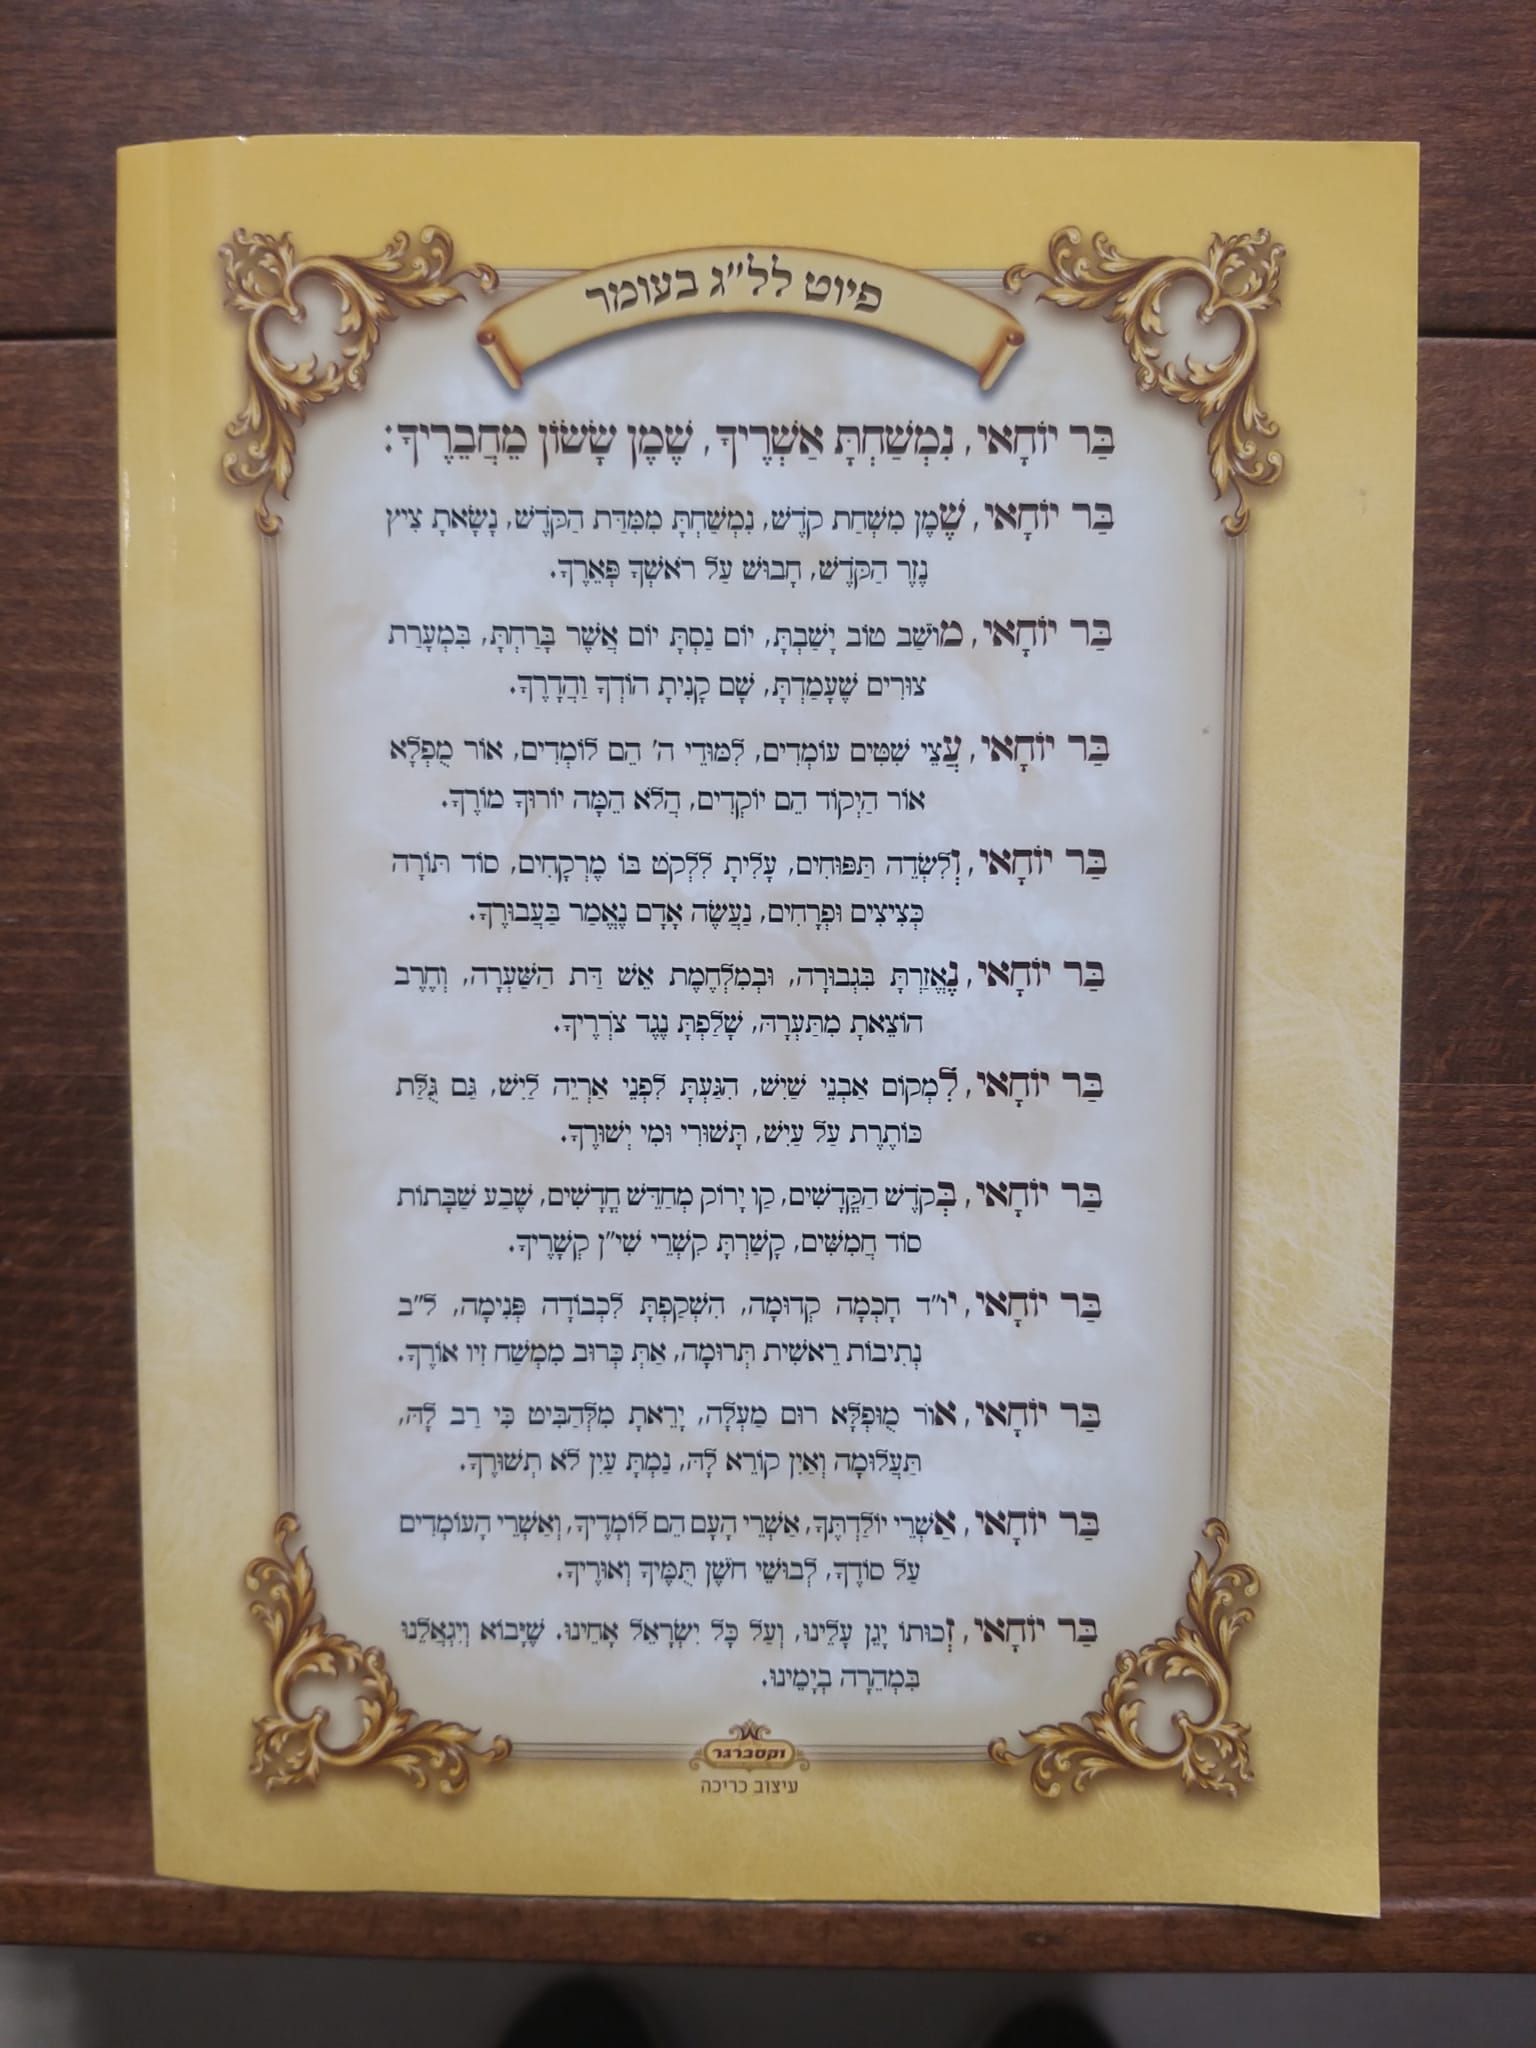 פיוט לל"ג בעומר
בַּר יוֹחָאי, נִמְשַׁחְתָּ אַשְׁרֶיךָ, שֶׁמֶן שָׂשׂוֹן מֵחֲבֵרֶיךָ:
בַּר יוֹחָאי, שֶׁמֶן מִשְׁחַת קֹדֶשׁ, נִמְשַׁחְתָּ מִמִּדַּת הַקֹּדֶשׁ, נָשָׂאתָ צִיץ
נֶזֶר הַקֹּדֶשׁ, חָבוּשׁ עַל רֹאשְׁךָ פְּאֵרֶךָ.
בַּר יוֹחָאי, מוֹשַׁב טוֹב יָשַׁבְתָּ, יוֹם נַסְתָּ יוֹם אֲשֶׁר בָּרַחְתָּ, בִּמְעָרַת
צוּרִים שֶׁעָמַדְתָּ, שָׁם קָנִיתָ הוֹדְךָ וַהֲדָרֶךָ.
בַּר יוֹחָאי, עֲצֵי שִׁטִּים עוֹמְדִים, לִמּוּדֵי ה' הֵם לוֹמְדִים, אוֹר מֻפְלָא
אוֹר הַיְקוֹד הֵם יוֹקְדִים, הֲלֹא הֵמָּה יוֹרוּךָ מוֹרֶךָ.
בַּר יוֹחָאי, וְלִשְׂדֵה תַּפּוּחִים, עָלִיתָ לִלְקֹט בּוֹ מֶרְקָחִים, סוֹד תּוֹרָה
כְּצִיצִים וּפְרָחִים, נַעֲשֶׂה אָדָם נֶאֱמַר בַּעֲבוּרֶךָ.
בַּר יוֹחָאי, נֶאֱזַרְתָּ בִּגְבוּרָה, וּבְמִלְחֶמֶת אֵשׁ דַּת הַשַּׁעְרָה, וְחֶרֶב
הוֹצֵאתָ מִתַּעְרָהּ, שָׁלַפְתָּ נֶגֶד צֹרְרֶיךָ.
בַּר יוֹחָאי, לִמְקוֹם אַבְנֵי שַׁיִשׁ, הִגַּעְתָּ לִפְנֵי אַרְיֵה לַיִשׁ, גַּם גֻּלַּת
כּוֹתֶרֶת עַל עַיִשׁ, תָּשׁוּרִי וּמִי יְשׁוּרֶךָ.
בַּר יוֹחָאי, בְּקֹדֶשׁ הַקֳּדָשִׁים, קַו יָרוֹק מְחַדֵּשׁ חֳדָשִׁים, שֶׁבַע שַׁבָּתוֹת
סוֹד חֲמִשִּׁים, קָשַׁרְתָּ קִשְׁרֵי שִׁי"ן קְשָׁרֶיךָ.
בַּר יוֹחָאי, יוּ"ד חָכְמָה קְדוּמָה, הִשְׁקַפְתָּ לִכְבוֹדָה פְּנִימָה, ל"ב
נְתִיבוֹת רֵאשִׁית תְּרוּמָה, אַתְּ כְּרוּב מִמְשַׁח זִיו אוֹרֶךָ.
בַּר יוֹחָאי, אוֹר מֻוּפְלָא רוּם מַעְלָה, יָרֵאתָ מִלְּהַבִּיט כִּי רַב לָהּ,
תַּעֲלוּמָה וְאַיִן קוֹרֵא לָהּ, נַמְתָּ עַיִן לֹא תְשׁוּרֶךָ.
בַּר יוֹחָאי, אַשְׁרֵי יוֹלַדְתֶּךָ, אַשְׁרֵי הָעָם הֵם לוֹמְדֶיךָ, וְאַשְׁרֵי הָעוֹמְדִים
עַל סוֹדֶךָ, לְבוּשֵׁי חֹשֶׁן תֻּמֶּיךָ וְאוּרֶיךָ.
בַּר יוֹחָאי, זְכוּתוֹ יָגֵן עָלֵינוּ, וְעַל כָּל יִשְׂרָאֵל אָחֵינוּ. שֶׁיָּבוֹא וְיִגְאֲלֵנוּ
בִּמְהֵרָה בְיָמֵינוּ.
וקסברגר
עיצוב כריכה